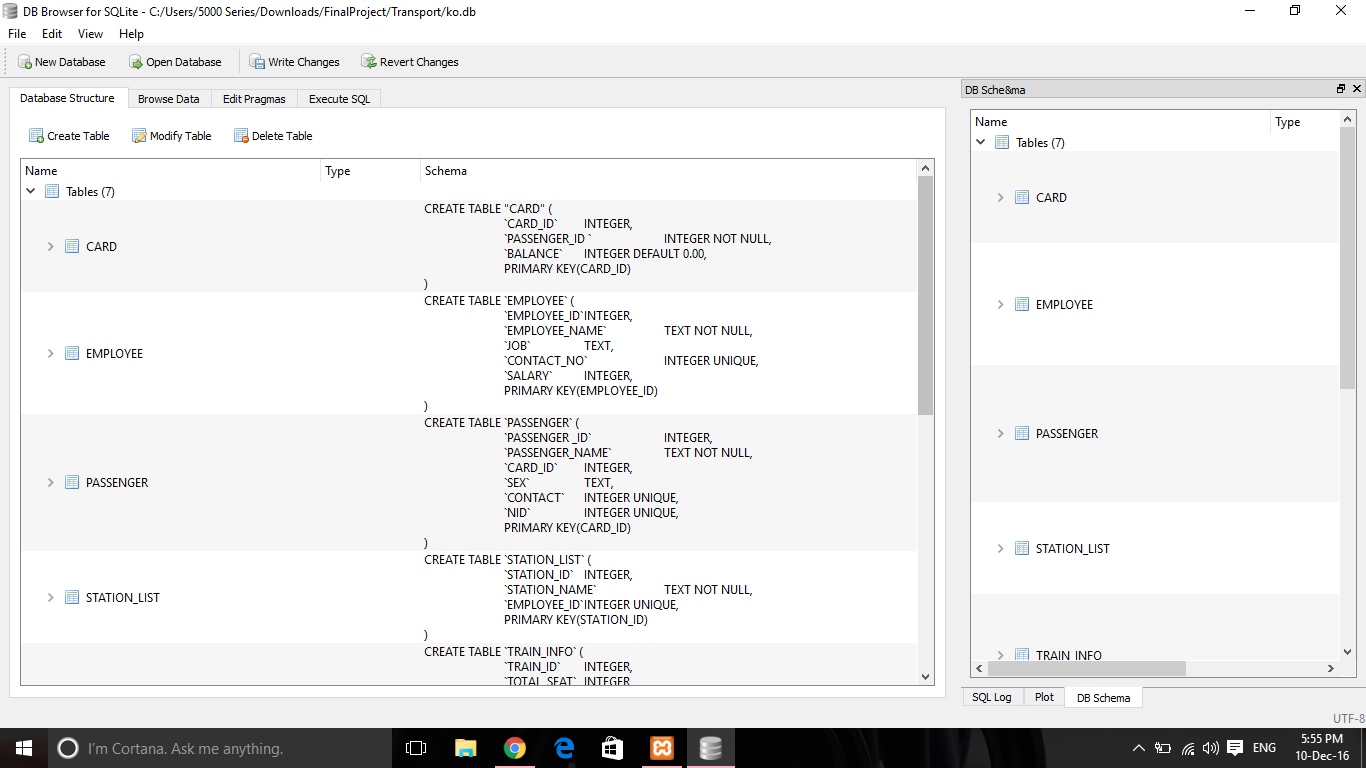 DB Browser for SQLite - C:/Users/5000 Series/Downloads/FinalProject/Transport/ko.db
File Edit View Help
New Database Open Database Write Changes Revert Changes
Database Structure Browse Data Edit Pragmas Execute SQL
Create Table Modify Table Delete Table
Name Type Schema
Tables (7)
CARD
CREATE TABLE "CARD" (
`CARD_ID` INTEGER,
`PASSENGER_ID ` INTEGER NOT NULL,
`BALANCE` INTEGER DEFAULT 0.00,
PRIMARY KEY(CARD_ID)
)
EMPLOYEE
CREATE TABLE `EMPLOYEE` (
`EMPLOYEE_ID`INTEGER,
`EMPLOYEE_NAME` TEXT NOT NULL,
`JOB` TEXT,
`CONTACT_NO` INTEGER UNIQUE,
`SALARY` INTEGER,
PRIMARY KEY(EMPLOYEE_ID)
)
PASSENGER
CREATE TABLE `PASSENGER` (
`PASSENGER _ID` INTEGER,
`PASSENGER_NAME` TEXT NOT NULL,
`CARD_ID` INTEGER,
`SEX` TEXT,
`CONTACT` INTEGER UNIQUE,
`NID` INTEGER UNIQUE,
PRIMARY KEY(CARD_ID)
)
STATION_LIST
CREATE TABLE `STATION_LIST` (
`STATION_ID` INTEGER,
`STATION_NAME` TEXT NOT NULL,
`EMPLOYEE_ID`INTEGER UNIQUE,
PRIMARY KEY(STATION_ID)
)
CREATE TABLE `TRAIN_INFO` (
`TRAIN_ID` INTEGER,
`TOTAL_SEAT` INTEGER
DB Sche&ma
Name Type
Tables (7)
CARD
EMPLOYEE
PASSENGER
STATION_LIST
TRAIN_INFO
SQL Log Plot DB Schema
UTF-8
I'm Cortana. Ask me anything.
ENG
5:55 PM
10-Dec-16